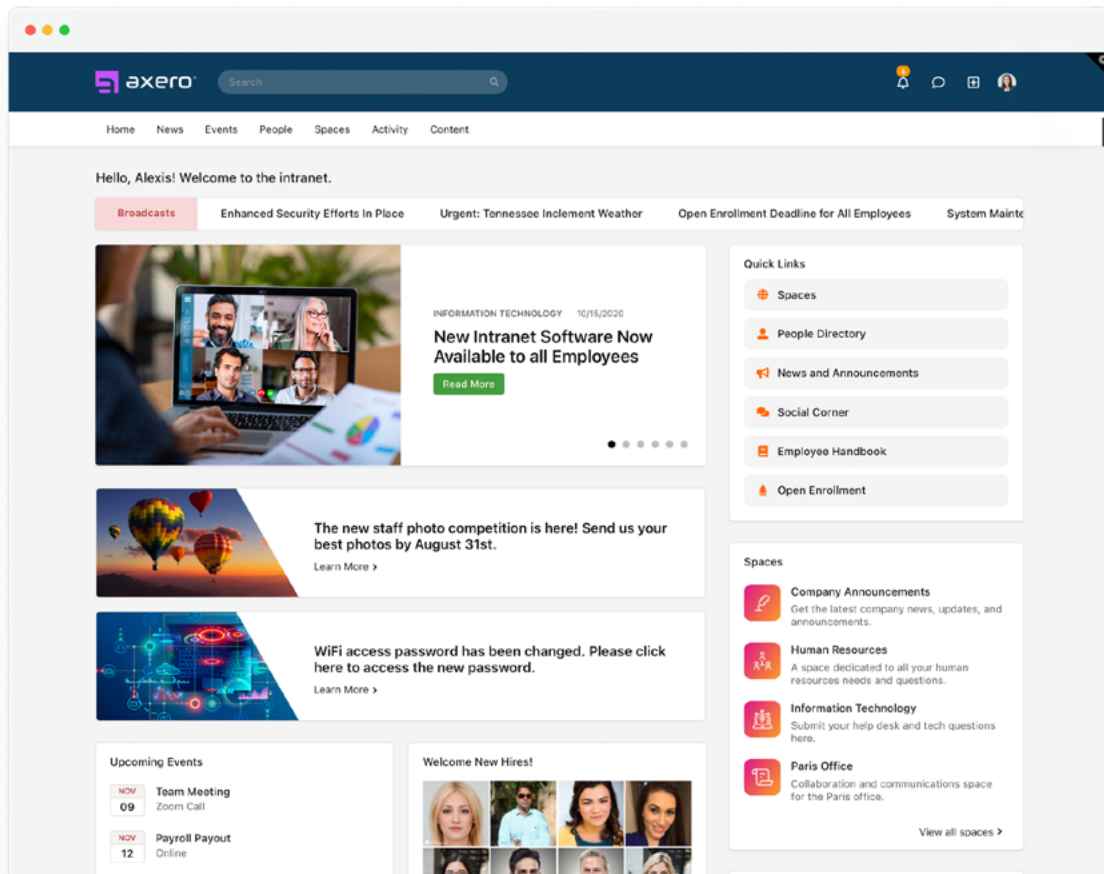 axero
Search
4
Home News Events People Spaces Activity Content
Hello, Alexis! Welcome to the intranet.
Broadcasts Enhanced Security Efforts In Place Urgent: Tennessee Inclement Weather Open Enrollment Deadline for All Employees System Mainte
INFORMATION TECHNOLOGY 10/15/2020
New Intranet Software Now
Available to all Employees
Read More
The new staff photo competition is here! Send us your
best photos by August 31st.
Learn More >
WiFi access password has been changed. Please click
here to access the new password.
Learn More >
Upcoming Events
NOV
09
Team Meeting
Zoom Call
NOV
12
Payroll Payout
Online
Welcome New Hires!
Quick Links
Spaces
People Directory
News and Announcements
Social Corner
Employee Handbook
Open Enrollment
Spaces
Company Announcements
Get the latest company news, updates, and
announcements.
Human Resources
A space dedicated to all your human
resources needs and questions.
Information Technology
Submit your help desk and tech questions
here.
Paris Office
Collaboration and communications space
for the Paris office.
View all spaces >